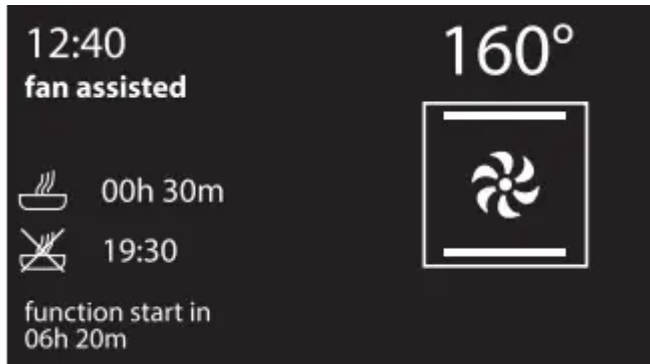 12:40
160°
fan assisted
00h 30m
19:30
function start in
06h 20m